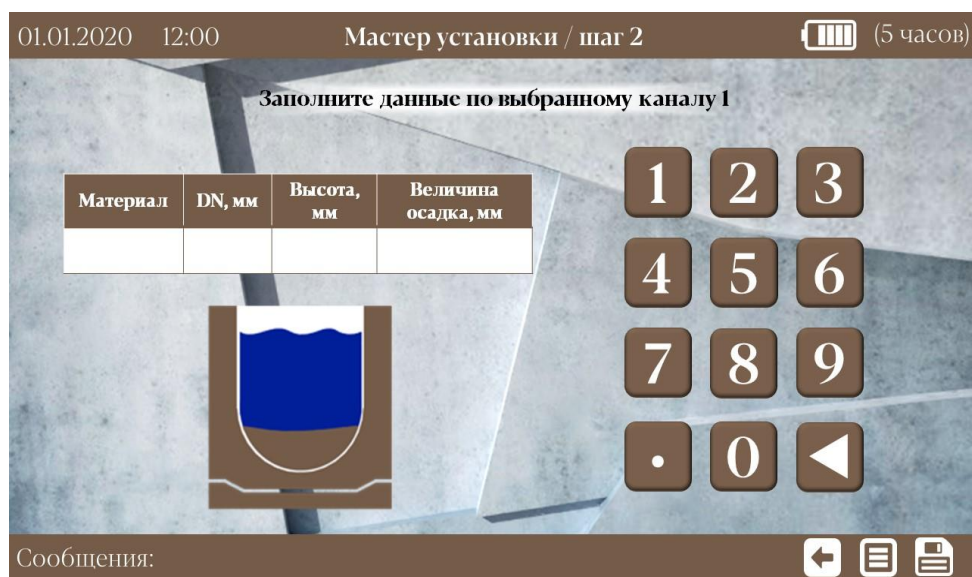 01.01.2020 12:00 Мастер установки / шаг 2 (5 часов)
Заполните данные по выбранному каналу 1
Материал DN, мм Высота, мм Величина осадка, мм
1 2 3
4 5 6
7 8 9
. 0
Сообщения: